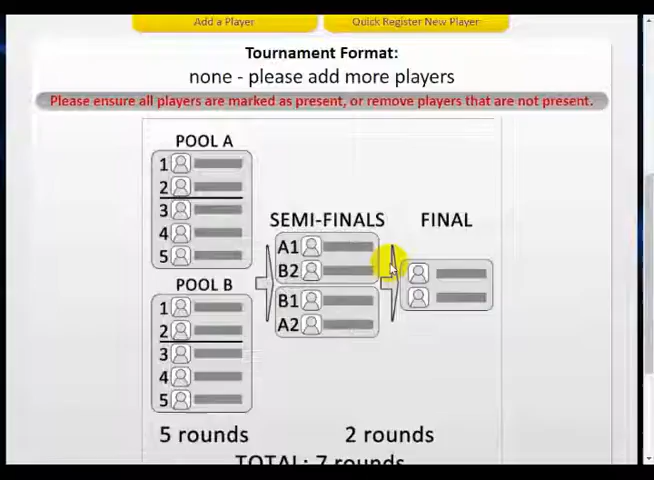 Add a Player
Quick Register New Player
Tournament Format:
none - please add more players
Please ensure all players are marked as present, or remove players that are not present.
POOL A
1
2
3
4
5
POOL B
1
2
3
4
5
SEMI-FINALS
A1
B2
B1
A2
FINAL
5 rounds
2 rounds
TOTAL: 7 rounds